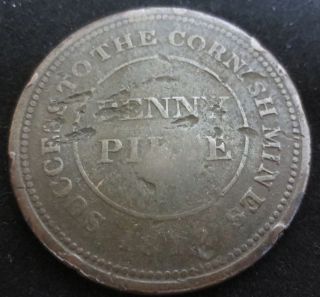 SUCCESS TO THE CORNISH MINES
PENNY
PIECE